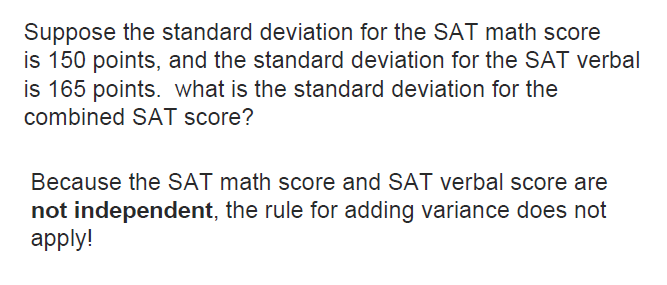 Suppose the standard deviation for the SAT math score
is 150 points, and the standard deviation for the SAT verbal
is 165 points.  what is the standard deviation for the
combined SAT score?
Because the SAT math score and SAT verbal score are
not independent, the rule for adding variance does not
apply!